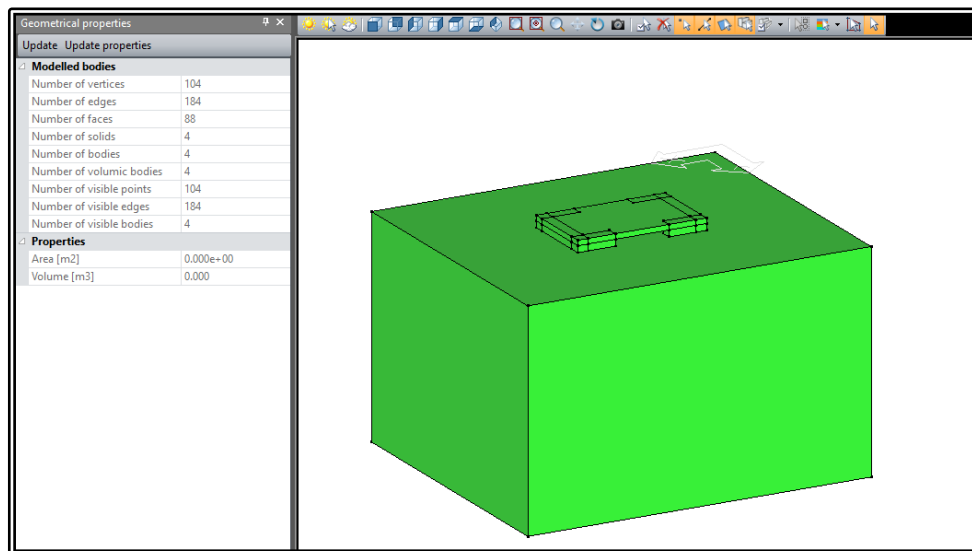 Geometrical properties
Update Update properties
Modelled bodies
Number of vertices 104
Number of edges 184
Number of faces 88
Number of solids 4
Number of bodies 4
Number of volumic bodies 4
Number of visible points 104
Number of visible edges 184
Number of visible bodies 4
Properties
Area [m2] 0.000e+00
Volume [m3] 0.000